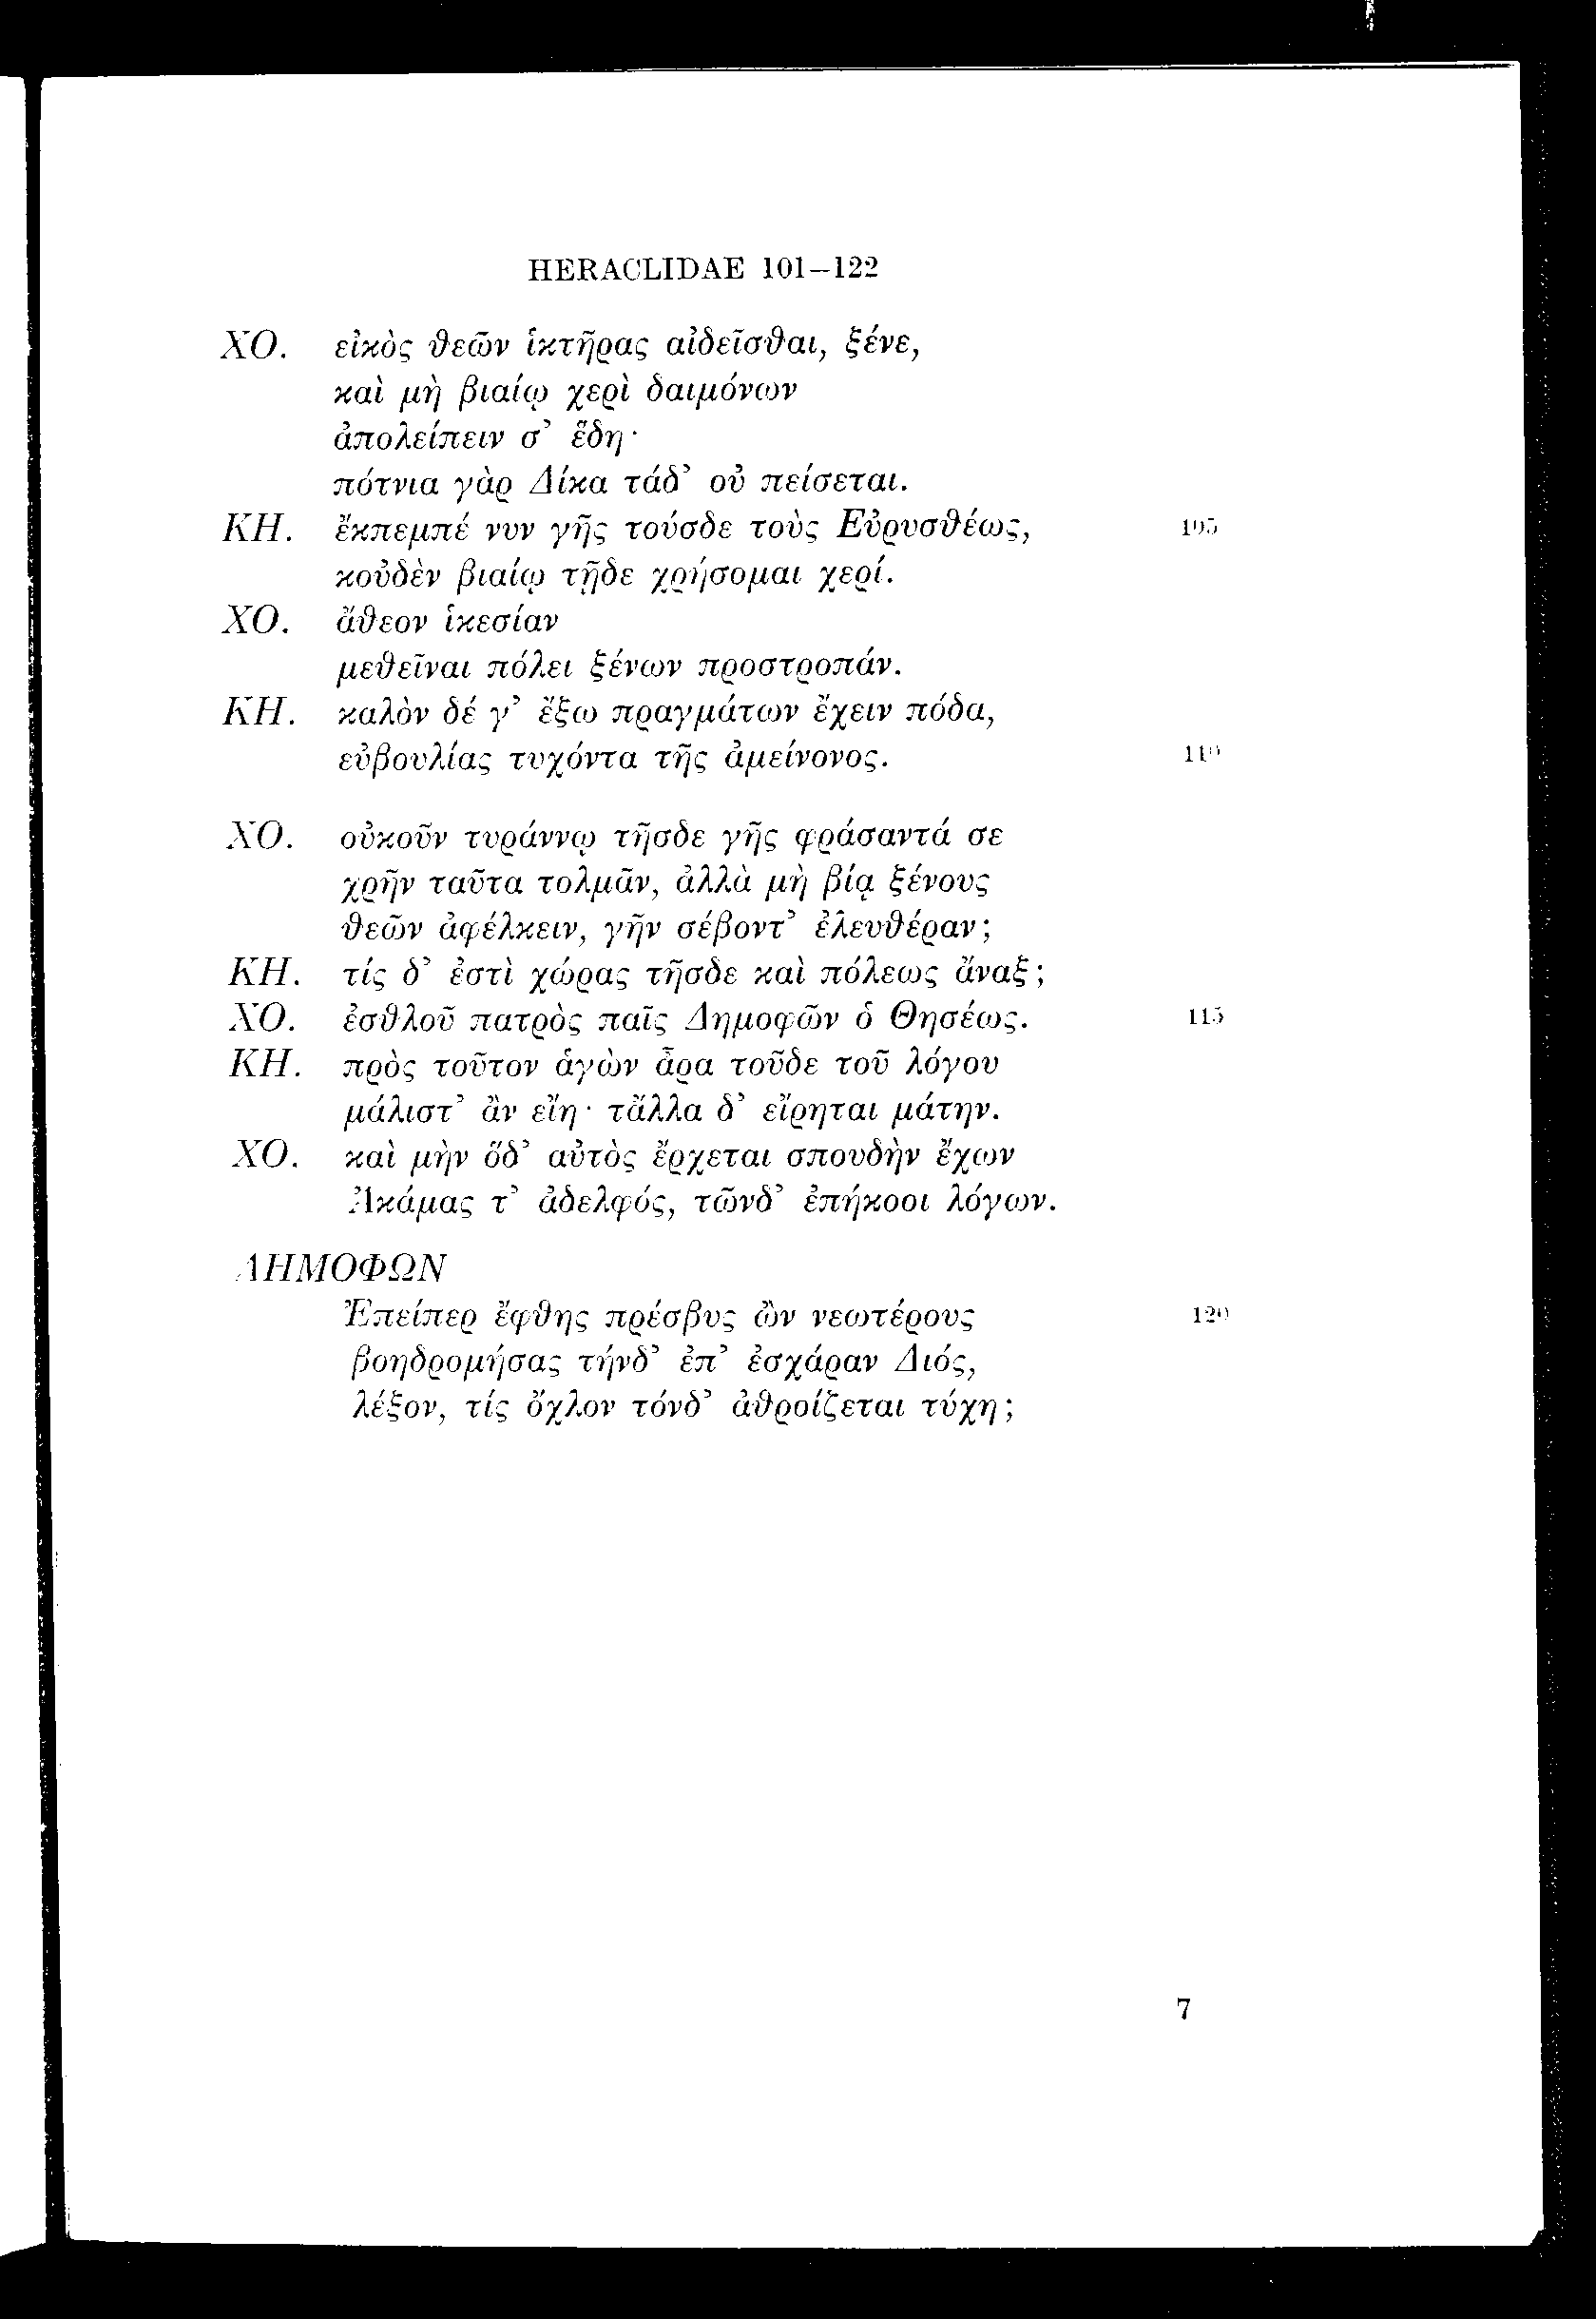 HERACLIDAE 101–122
ΧΟ. εἰκὸς θεῶν ἱκτῆρας αἰδεῖσθαι, ξένε,
καὶ μὴ βιαίῳ χερὶ δαιμόνων
ἀπολείπειν σ᾽ ἕδη·
πότνια γὰρ Δίκα τάδ᾽ οὐ πείσεται.
ΚΗ. ἔκπεμπέ νυν γῆς τούσδε τοὺς Εὐρυσθέως, 105
κοὐδὲν βιαίῳ τῇδε χρήσομαι χερί.
ΧΟ. ἄθεον ἱκεσίαν
μεθεῖναι πόλει ξένων προστροπάν.
ΚΗ. καλὸν δέ γ᾽ ἔξω πραγμάτων ἔχειν πόδα,
εὐβουλίας τυχόντα τῆς ἀμείνονος. 110
ΧΟ. οὐκοῦν τυράννῳ τῆσδε γῆς φράσαντά σε
χρῆν ταῦτα τολμᾶν, ἀλλὰ μὴ βίᾳ ξένους
θεῶν ἀφέλκειν, γῆν σέβοντ᾽ ἐλευθέραν;
ΚΗ. τίς δ᾽ ἐστὶ χώρας τῆσδε καὶ πόλεως ἄναξ;
ΧΟ. ἐσθλοῦ πατρὸς παῖς Δημοφῶν ὁ Θησέως. 115
ΚΗ. πρὸς τοῦτον ἁγὼν ἆρα τοῦδε τοῦ λόγου
μάλιστ᾽ ἂν εἴη· τἄλλα δ᾽ εἴρηται μάτην.
ΧΟ. καὶ μὴν ὅδ᾽ αὐτὸς ἔρχεται σπουδὴν ἔχων
Ἀκάμας τ᾽ ἀδελφός, τῶνδ᾽ ἐπήκοοι λόγων.
ΔΗΜΟΦΩΝ
Ἐπείπερ ἔφθης πρέσβυς ὢν νεωτέρους 120
βοηδρομήσας τήνδ᾽ ἐπ᾽ ἐσχάραν Διός,
λέξον, τίς ὄχλον τόνδ᾽ ἀθροίζεται τύχη;
7